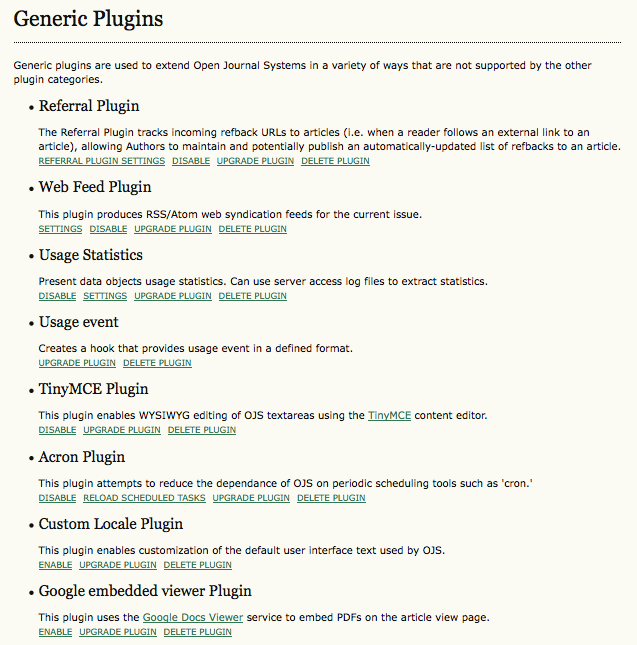 Generic Plugins
Generic plugins are used to extend Open Journal Systems in a variety of ways that are not supported by the other
plugin categories.
• Referral Plugin
The Referral Plugin tracks incoming refback URLs to articles (i.e. when a reader follows an external link to an
article), allowing Authors to maintain and potentially publish an automatically-updated list of refbacks to an article.
REFERRAL PLUGIN SETTINGS DISABLE UPGRADE PLUGIN DELETE PLUGIN
• Web Feed Plugin
This plugin produces RSS/Atom web syndication feeds for the current issue.
SETTINGS DISABLE UPGRADE PLUGIN DELETE PLUGIN
• Usage Statistics
Present data objects usage statistics. Can use server access log files to extract statistics.
DISABLE SETTINGS UPGRADE PLUGIN DELETE PLUGIN
• Usage event
Creates a hook that provides usage event in a defined format.
UPGRADE PLUGIN DELETE PLUGIN
• TinyMCE Plugin
This plugin enables WYSIWYG editing of OJS textareas using the TinyMCE content editor.
DISABLE UPGRADE PLUGIN DELETE PLUGIN
• Acron Plugin
This plugin attempts to reduce the dependance of OJS on periodic scheduling tools such as 'cron.'
DISABLE RELOAD SCHEDULED TASKS UPGRADE PLUGIN DELETE PLUGIN
• Custom Locale Plugin
This plugin enables customization of the default user interface text used by OJS.
ENABLE UPGRADE PLUGIN DELETE PLUGIN
• Google embedded viewer Plugin
This plugin uses the Google Docs Viewer service to embed PDFs on the article view page.
ENABLE UPGRADE PLUGIN DELETE PLUGIN